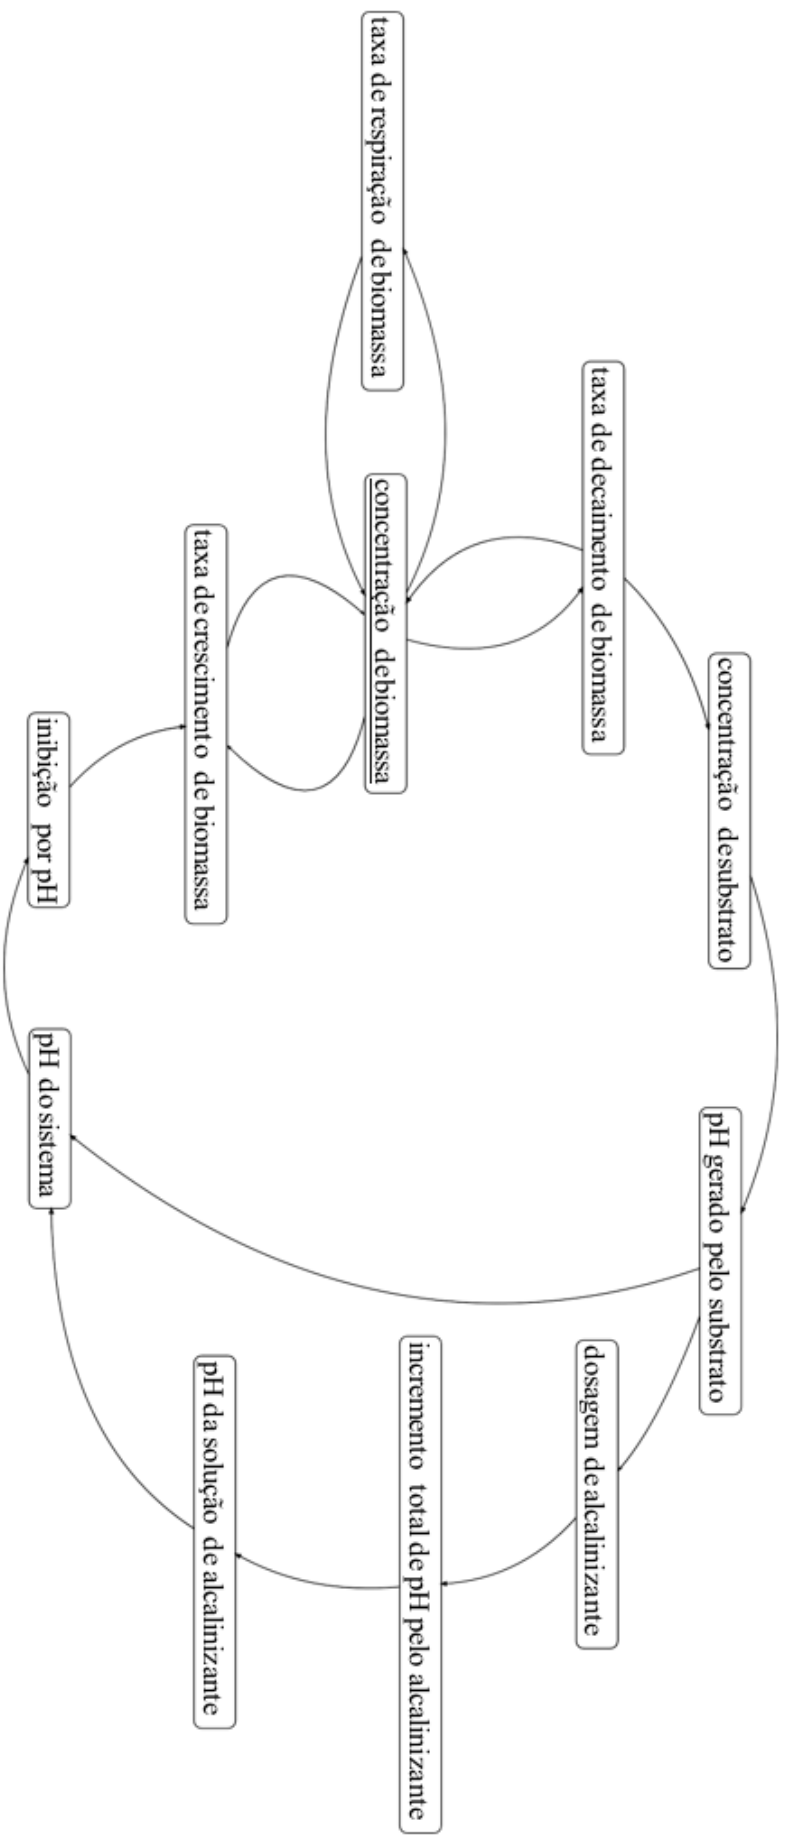 concentração de substrato
pH gerado pelo substrato
taxa de decaimento de biomassa
dosagem de alcalinizante
taxa de respiração de biomassa
concentração de biomassa
incremento total de pH pelo alcalinizante
taxa de crescimento de biomassa
pH da solução de alcalinizante
inibição por pH
pH do sistema